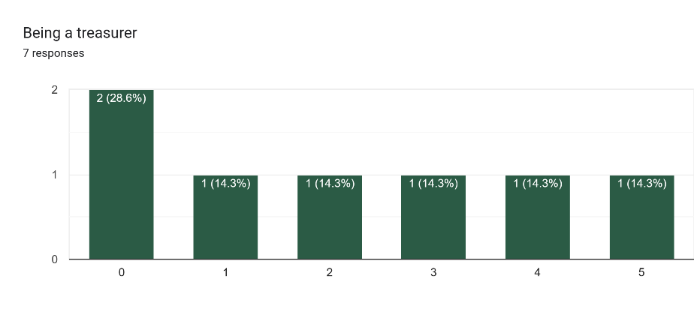 Being a treasurer
7 responses
2
2 (28.6%)
1
1 (14.3%) 1 (14.3%) 1 (14.3%) 1 (14.3%) 1 (14.3%)
0
0 1 2 3 4 5